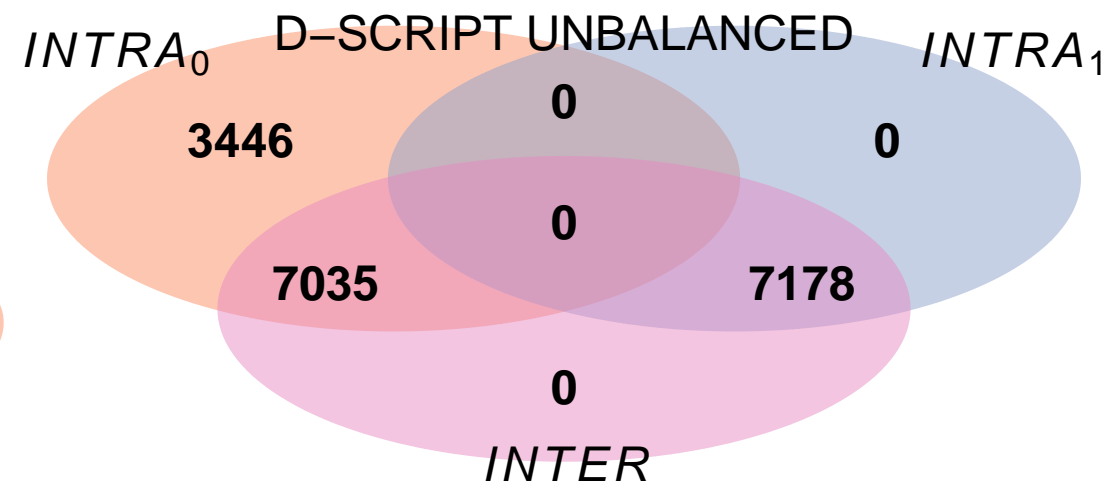 D–SCRIPT UNBALANCED
INTRA₀
INTRA₁
0
3446
0
0
7035
7178
0
INTER